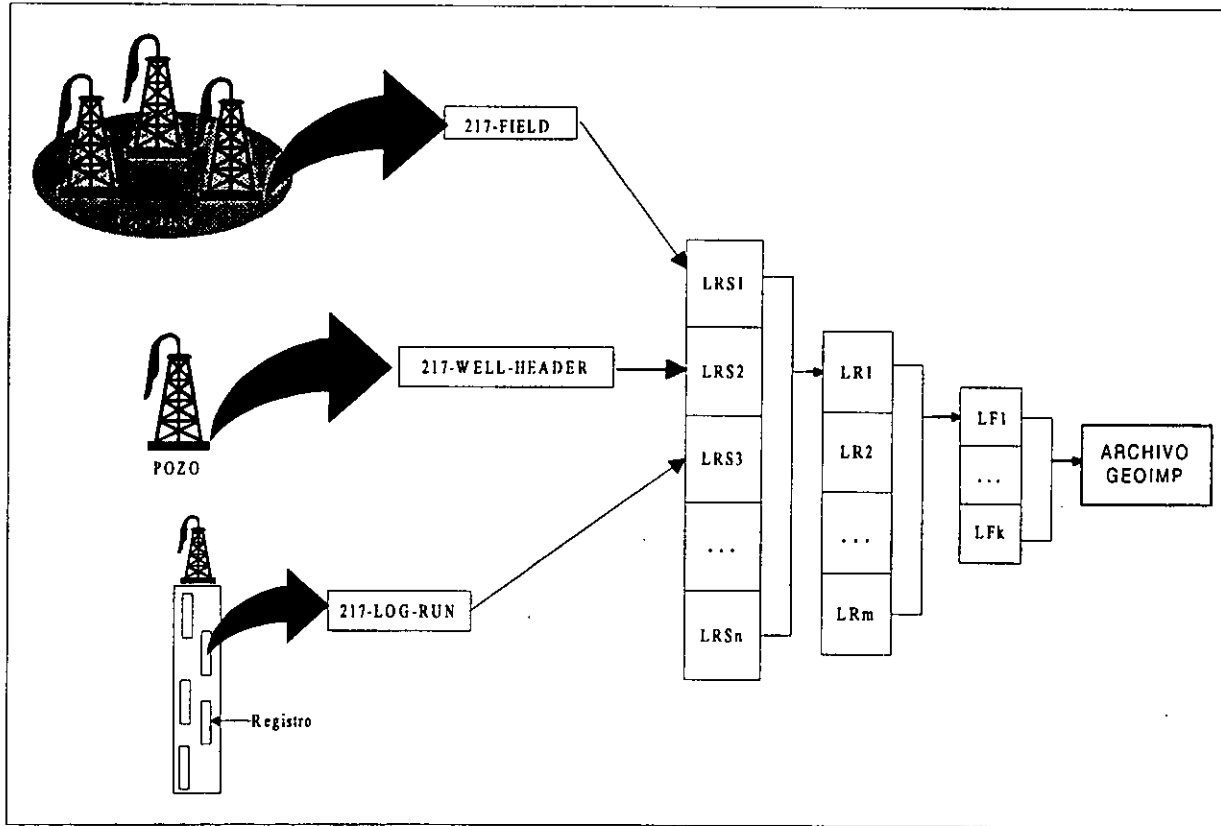 217-FIELD
217-WELL-HEADER
POZO
217-LOG-RUN
Registro
LRS1
LRS2
LRS3
...
LRSn
LR1
LR2
...
LRm
LF1
...
LFk
ARCHIVO
GEOIMP